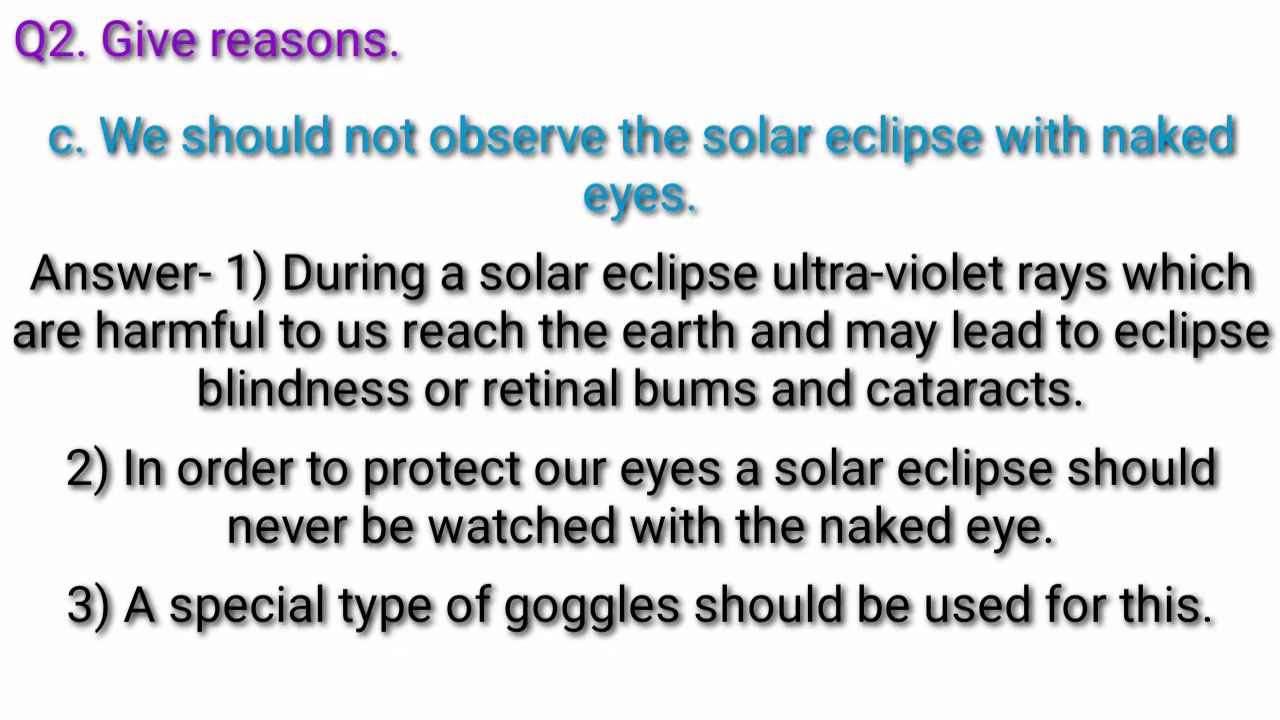 Q2. Give reasons.
c. We should not observe the solar eclipse with naked
eyes.
Answer- 1) During a solar eclipse ultra-violet rays which
are harmful to us reach the earth and may lead to eclipse
blindness or retinal bums and cataracts.
2) In order to protect our eyes a solar eclipse should
never be watched with the naked eye.
3) A special type of goggles should be used for this.